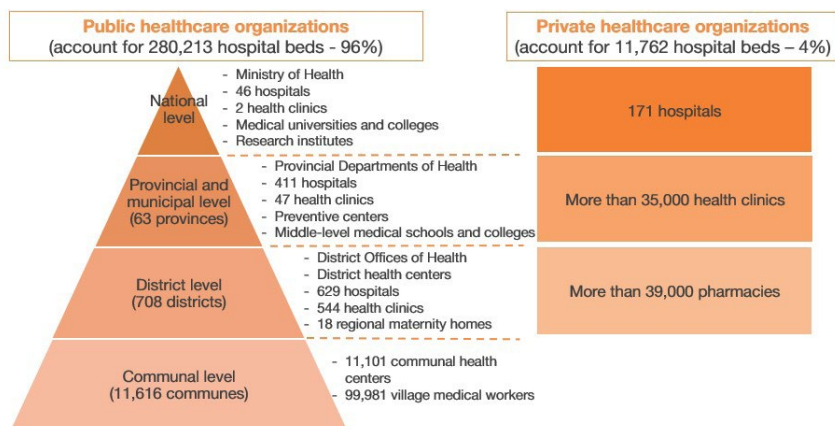 Public healthcare organizations
(account for 280,213 hospital beds - 96%)
Private healthcare organizations
(account for 11,762 hospital beds – 4%)
National
level
- Ministry of Health
- 46 hospitals
- 2 health clinics
- Medical universities and colleges
- Research institutes
171 hospitals
Provincial and
municipal level
(63 provinces)
- Provincial Departments of Health
- 411 hospitals
- 47 health clinics
- Preventive centers
- Middle-level medical schools and colleges
More than 35,000 health clinics
District level
(708 districts)
- District Offices of Health
- District health centers
- 629 hospitals
- 544 health clinics
- 18 regional maternity homes
More than 39,000 pharmacies
Communal level
(11,616 communes)
- 11,101 communal health
centers
- 99,981 village medical workers